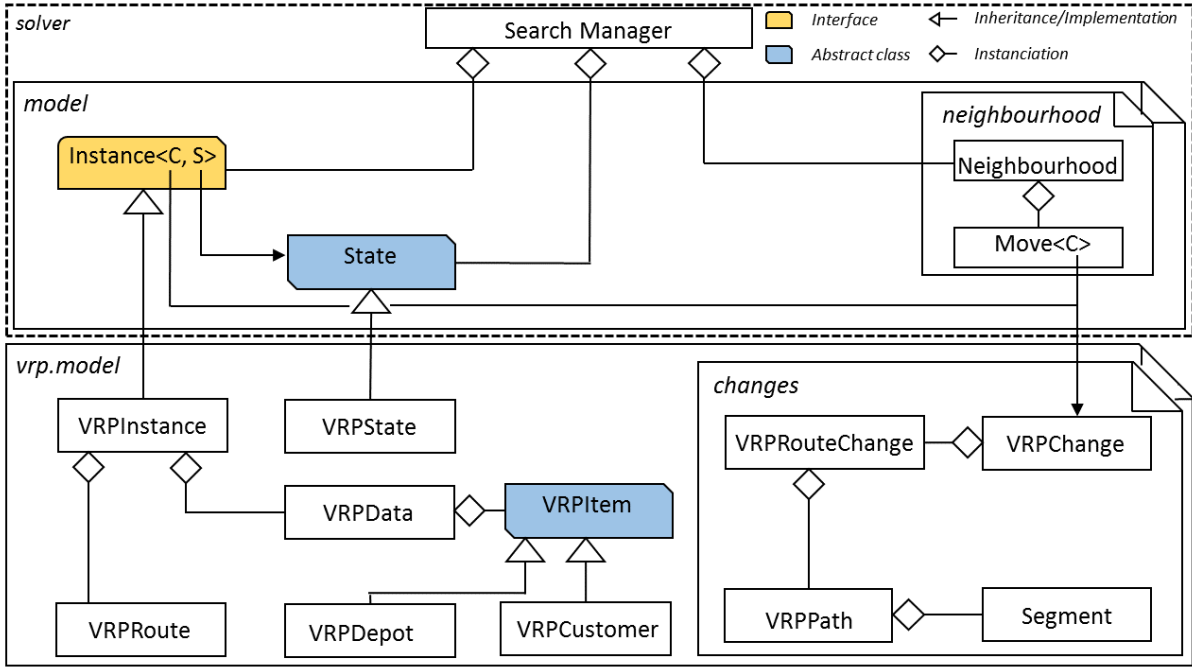 solver
Search Manager
Interface
Inheritance/Implementation
Abstract class
Instanciation
model
neighbourhood
Instance<C, S>
Neighbourhood
State
Move<C>
vrp.model
changes
VRPInstance
VRPState
VRPRouteChange
VRPChange
VRPData
VRPItem
VRPRoute
VRPDepot
VRPCustomer
VRPPath
Segment